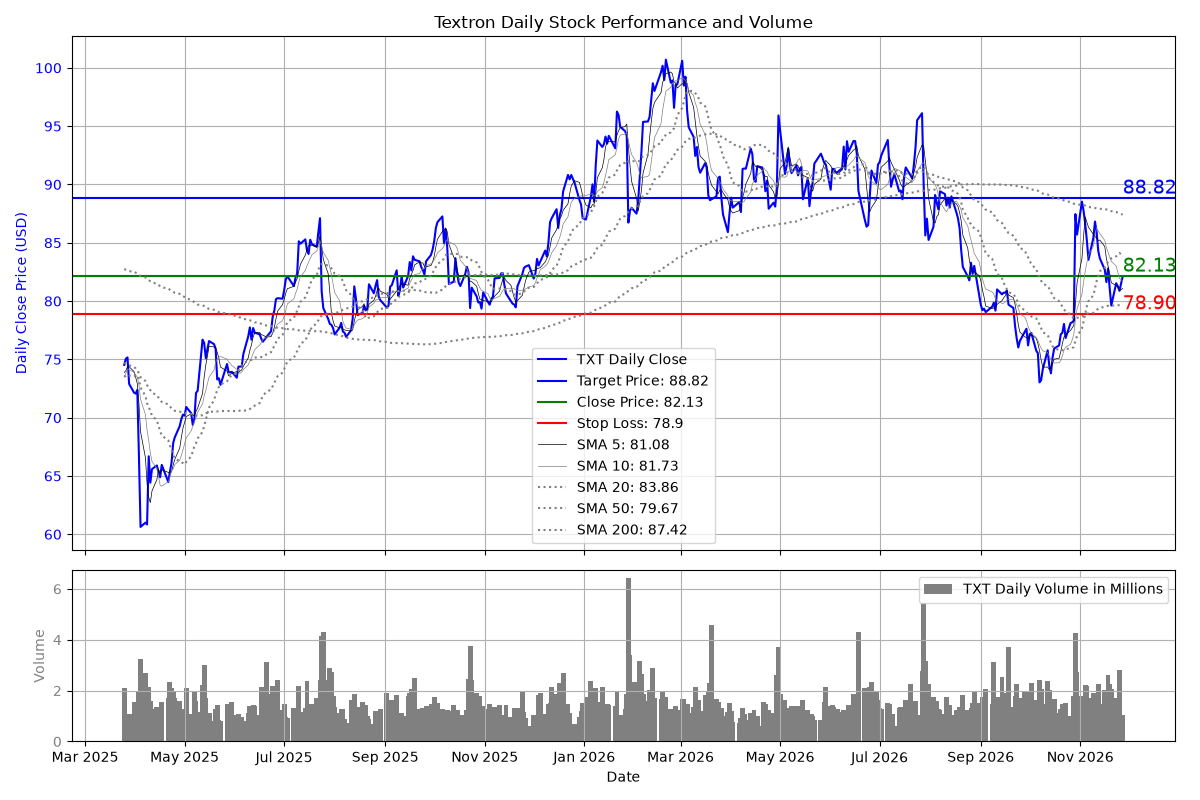 Textron Daily Stock Performance and Volume
Daily Close Price (USD)
100
95
90
85
80
75
70
65
60
88.82
82.13
78.90
TXT Daily Close
Target Price: 88.82
Close Price: 82.13
Stop Loss: 78.9
SMA 5: 81.08
SMA 10: 81.73
SMA 20: 83.86
SMA 50: 79.67
SMA 200: 87.42
Volume
6
4
2
0
TXT Daily Volume in Millions
Mar 2025 May 2025 Jul 2025 Sep 2025 Nov 2025 Jan 2026 Mar 2026 May 2026 Jul 2026 Sep 2026 Nov 2026
Date